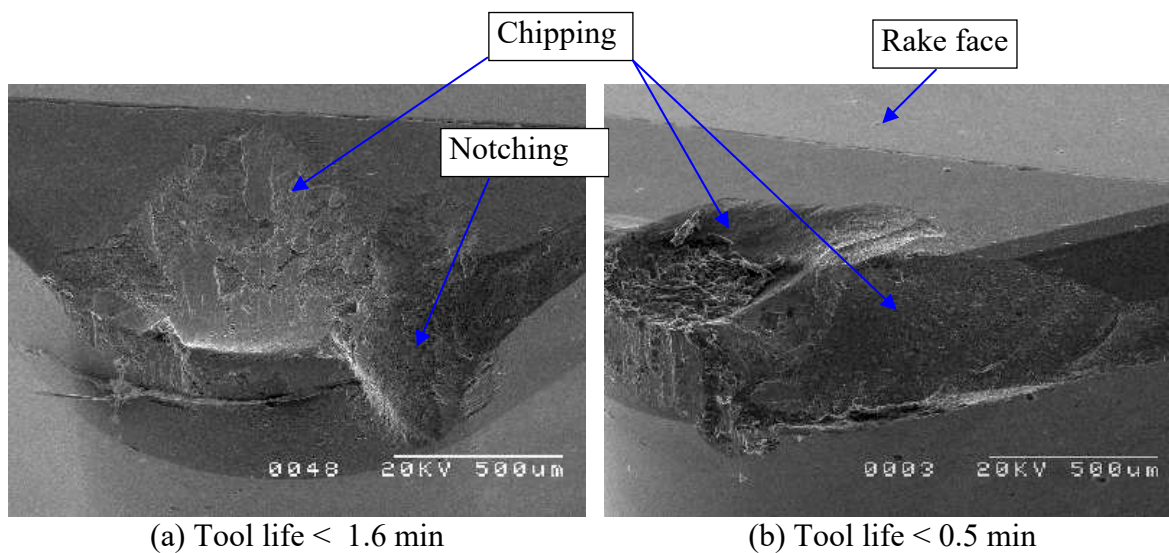 Chipping
Rake face
Notching
0048 20KV 500um
0003 20KV 500um
(a) Tool life < 1.6 min
(b) Tool life < 0.5 min